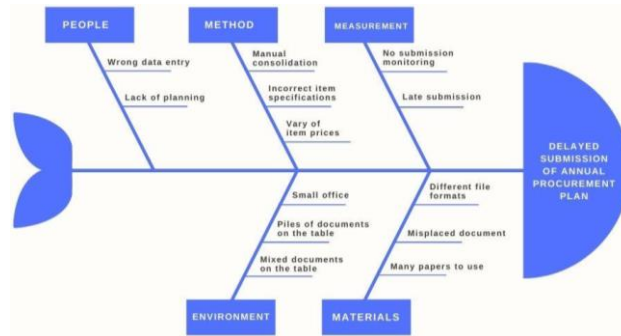 PEOPLE
METHOD
MEASUREMENT
Wrong data entry
Lack of planning
Manual
consolidation
Incorrect item
specifications
Vary of
item prices
No submission
monitoring
Late submission
DELAYED
SUBMISSION
OF ANNUAL
PROCUREMENT
PLAN
Small office
Piles of documents
on the table
Mixed documents
on the table
Different file
formats
Misplaced document
Many papers to use
ENVIRONMENT
MATERIALS